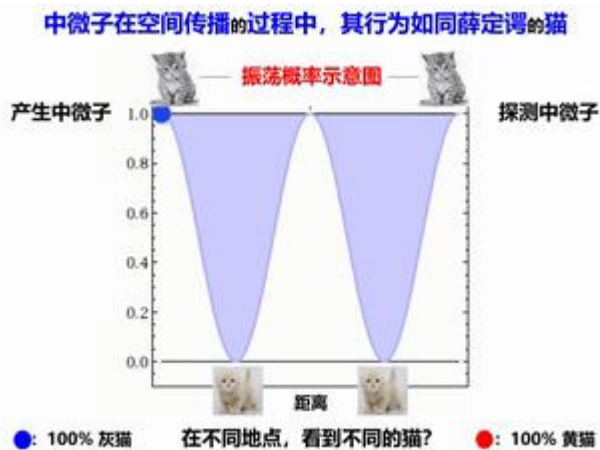 中微子在空间传播的过程中，其行为如同薛定谔的猫
振荡概率示意图
产生中微子
探测中微子
1.0
0.8
0.6
0.4
0.2
0.0
距离
●: 100% 灰猫
在不同地点，看到不同的猫?
●: 100% 黄猫